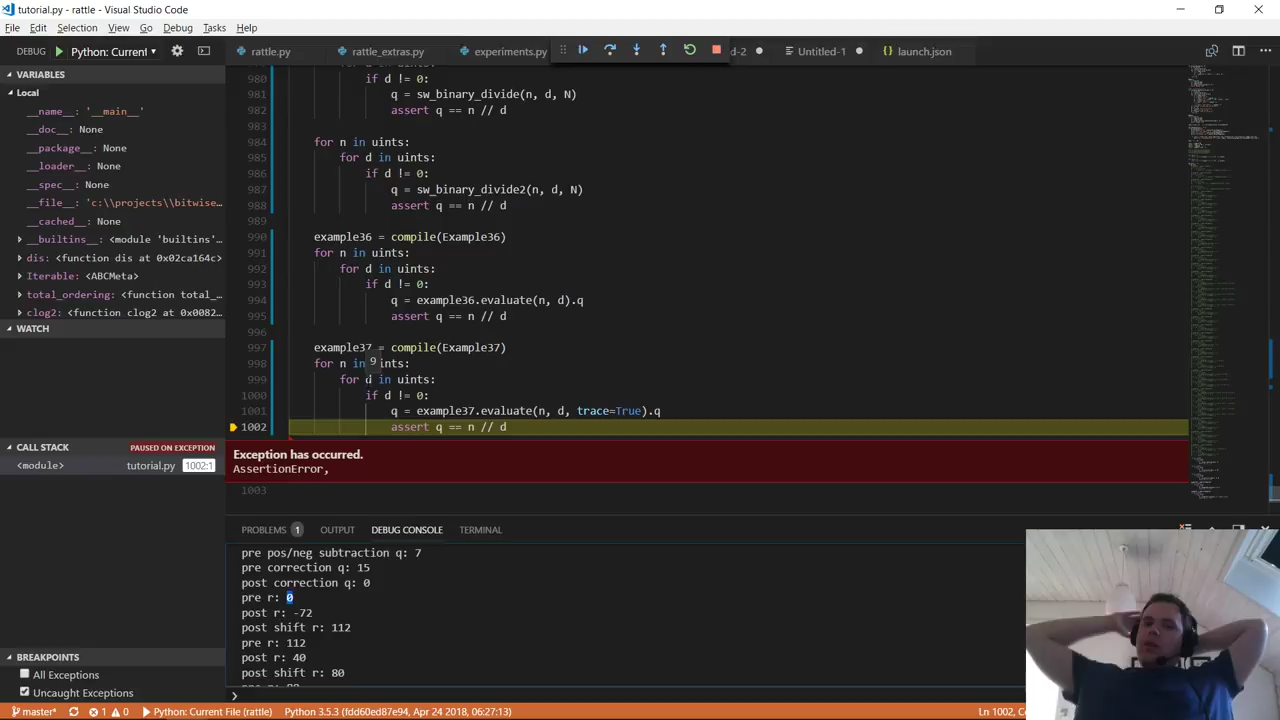 tutorial.py - rattle - Visual Studio Code
File Edit Selection View Go Debug Tasks Help
DEBUG Python: Current
rattle.py rattle_extras.py experiments.py d-2 Untitled-1 launch.json
VARIABLES
Local
__name__: '__main__'
__doc__: None
__package__: None
__loader__: None
__spec__: None
__file__: 'c:\\projects\\bitwise…
__cached__: None
__builtins__: <module 'builtins'…
dis: <function dis at 0x02ca164c>
Iterable: <ABCMeta>
total_ordering: <function total_…
clog2: <function clog2 at 0x0082…
WATCH
CALL STACK PAUSED ON EXCEPTION
<module> tutorial.py 1002:1
BREAKPOINTS
All Exceptions
Uncaught Exceptions
980 if d != 0:
981 q = sw_binary_divide(n, d, N)
982 assert q == n // d
983
984 for n in uints:
985 for d in uints:
986 if d != 0:
987 q = sw_binary_divide2(n, d, N)
988 assert q == n // d
989
990 example36 = compile(Example36)
991 for n in uints:
992 for d in uints:
993 if d != 0:
994 q = example36.evaluate(n, d).q
995 assert q == n // d
996
997 example37 = compile(Example37)
9
998 for n in uints:
999 for d in uints:
1000 if d != 0:
1001 q = example37.evaluate(n, d, trace=True).q
1002 assert q == n // d
Exception has occurred.
AssertionError,
1003
PROBLEMS 1 OUTPUT DEBUG CONSOLE TERMINAL
pre pos/neg subtraction q: 7
pre correction q: 15
post correction q: 0
pre r: 0
post r: -72
post shift r: 112
pre r: 112
post r: 40
post shift r: 80
master* 1 0 Python: Current File (rattle) Python 3.5.3 (fdd60ed87e94, Apr 24 2018, 06:27:13) Ln 1002,